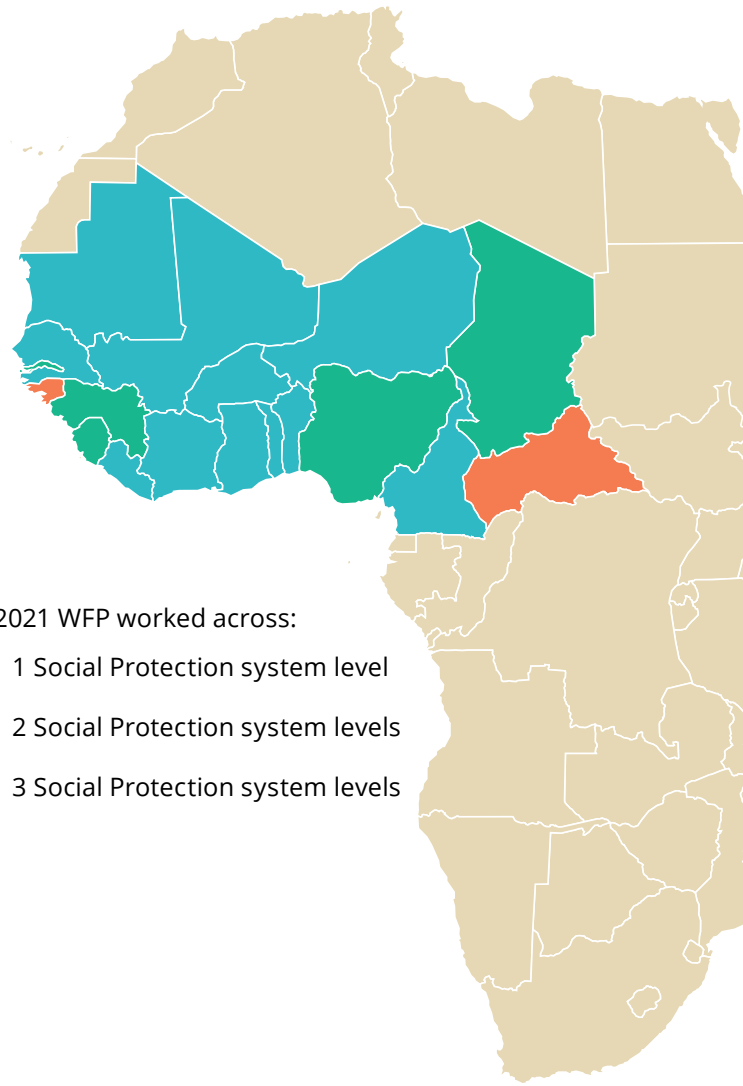 2021 WFP worked across:
1 Social Protection system level
2 Social Protection system levels
3 Social Protection system levels